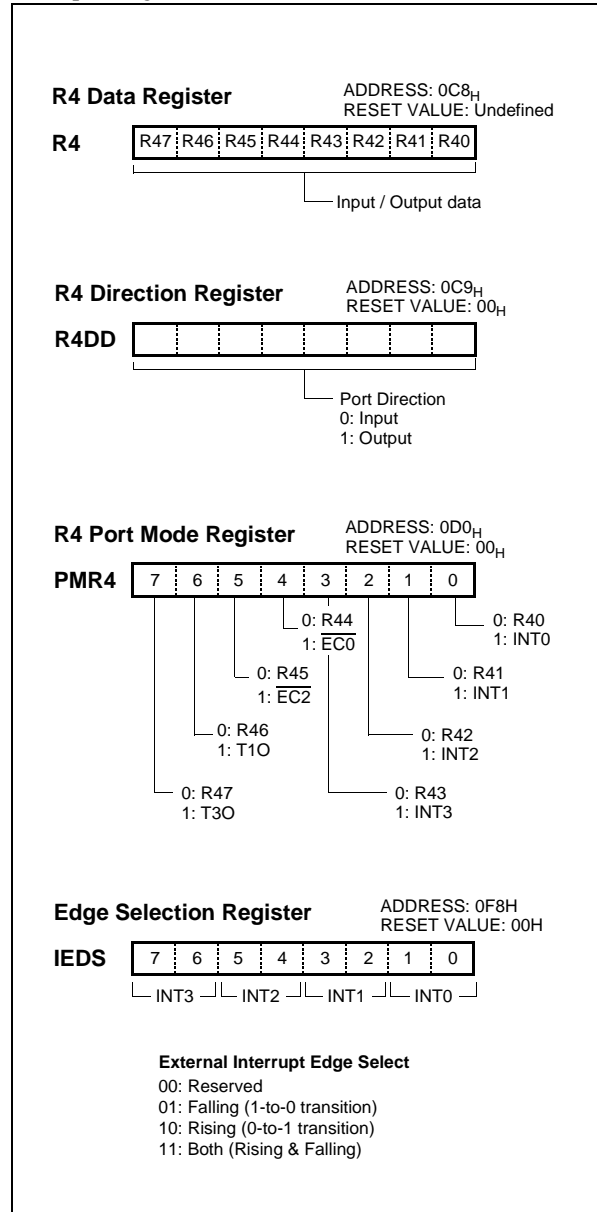 R4 Data Register
ADDRESS: 0C8H
RESET VALUE: Undefined
R4
R47 R46 R45 R44 R43 R42 R41 R40
Input / Output data
R4 Direction Register
ADDRESS: 0C9H
RESET VALUE: 00H
R4DD
Port Direction
0: Input
1: Output
R4 Port Mode Register
ADDRESS: 0D0H
RESET VALUE: 00H
PMR4
7 6 5 4 3 2 1 0
0: R44
1: EC0
0: R40
1: INT0
0: R45
1: EC2
0: R41
1: INT1
0: R46
1: T1O
0: R42
1: INT2
0: R47
1: T3O
0: R43
1: INT3
Edge Selection Register
ADDRESS: 0F8H
RESET VALUE: 00H
IEDS
7 6 5 4 3 2 1 0
INT3 INT2 INT1 INT0
External Interrupt Edge Select
00: Reserved
01: Falling (1-to-0 transition)
10: Rising (0-to-1 transition)
11: Both (Rising & Falling)